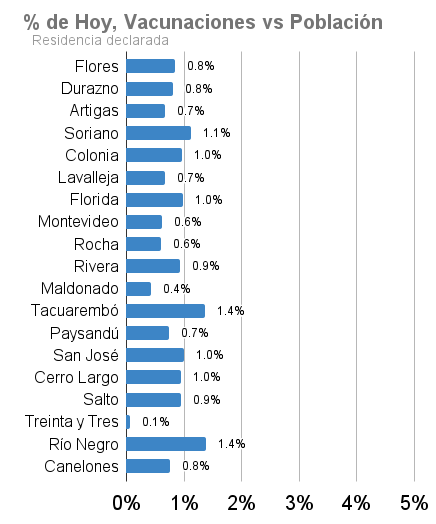 % de Hoy, Vacunaciones vs Población
Residencia declarada
Flores 0.8%
Durazno 0.8%
Artigas 0.7%
Soriano 1.1%
Colonia 1.0%
Lavalleja 0.7%
Florida 1.0%
Montevideo 0.6%
Rocha 0.6%
Rivera 0.9%
Maldonado 0.4%
Tacuarembó 1.4%
Paysandú 0.7%
San José 1.0%
Cerro Largo 1.0%
Salto 0.9%
Treinta y Tres 0.1%
Río Negro 1.4%
Canelones 0.8%
0% 1% 2% 3% 4% 5%